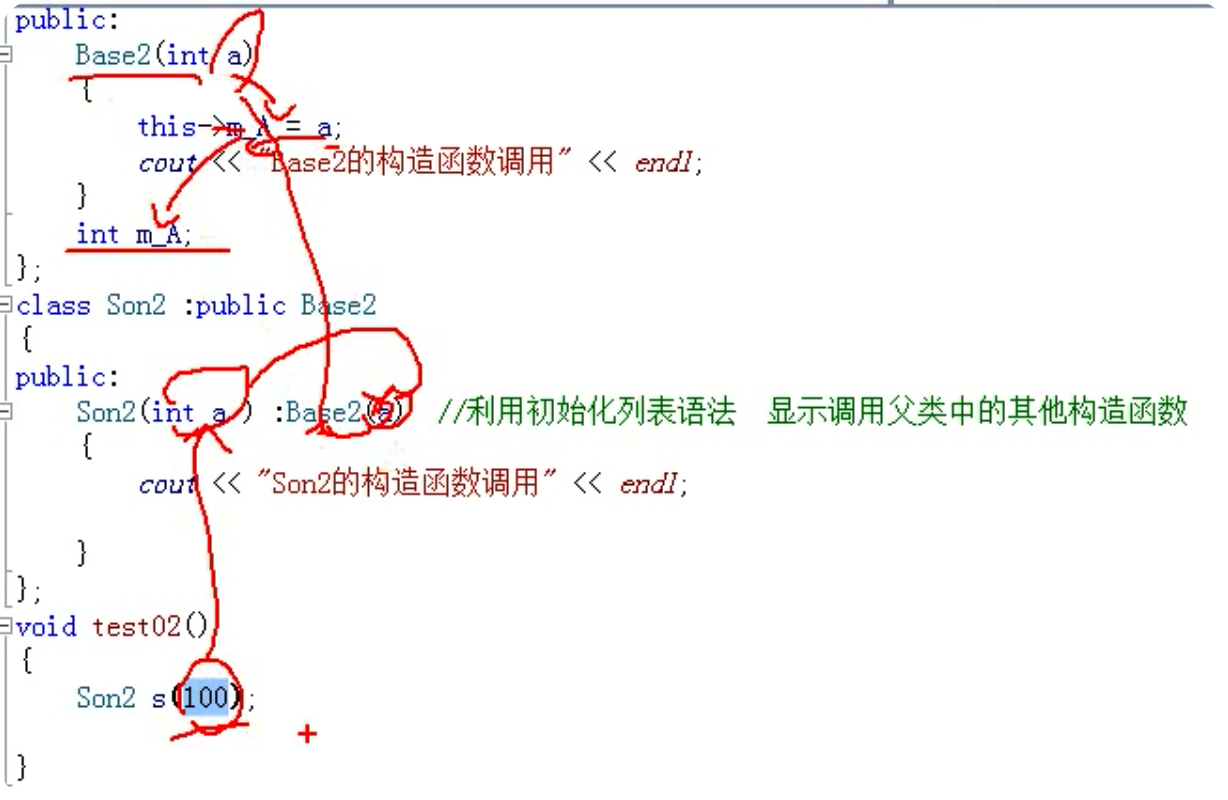 public:
Base2(int a)
{
this->m_A = a;
cout << "Base2的构造函数调用" << endl;
}
int m_A;
};
class Son2 :public Base2
{
public:
Son2(int a ) :Base2(a) //利用初始化列表语法 显示调用父类中的其他构造函数
{
cout << "Son2的构造函数调用" << endl;
}
};
void test02()
{
Son2 s(100);
}